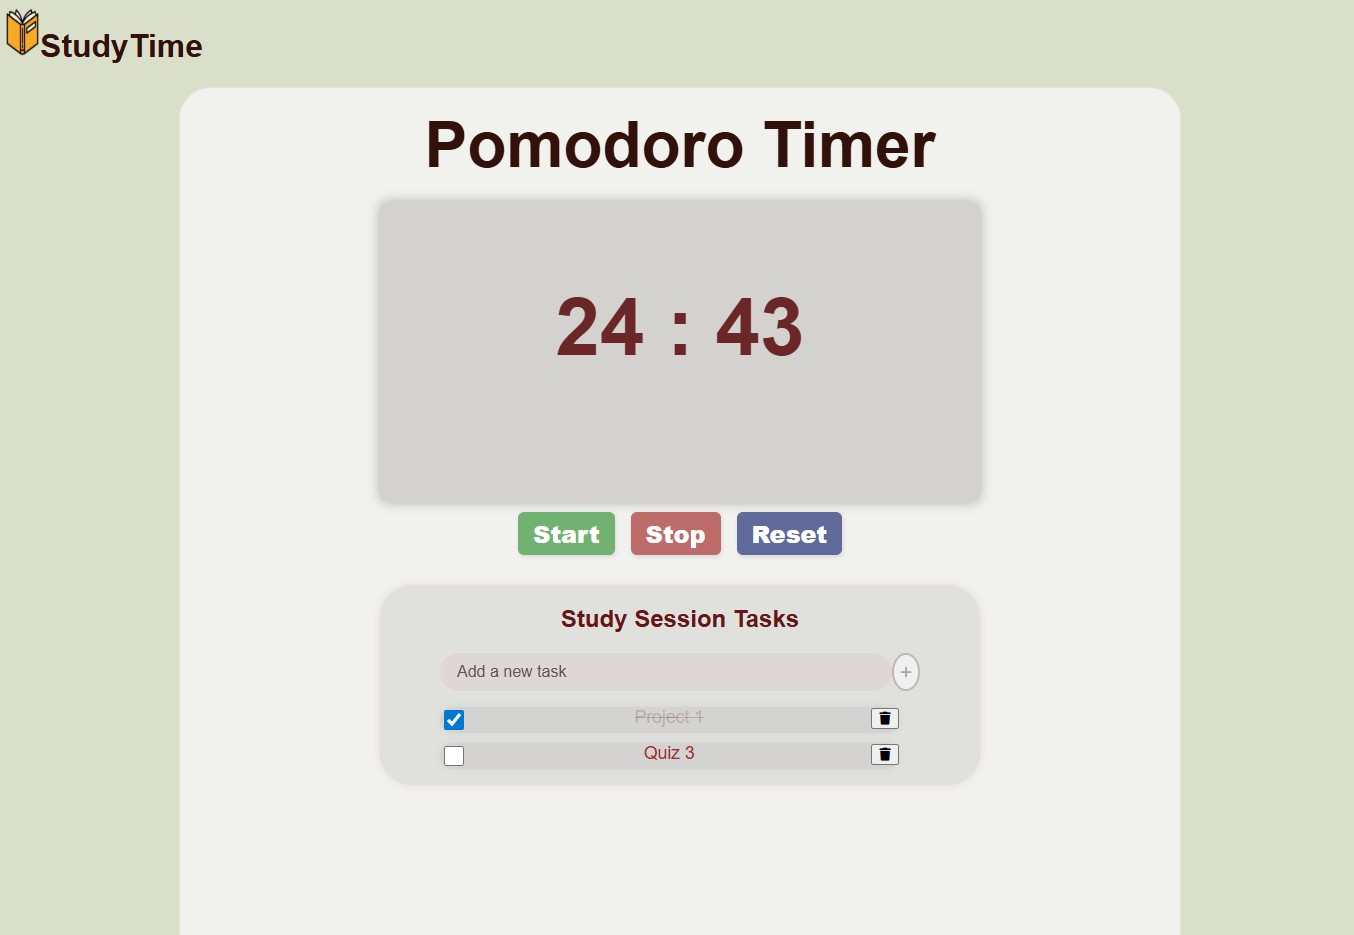 StudyTime
Pomodoro Timer
24 : 43
Start Stop Reset
Study Session Tasks
Add a new task +
Project 1
Quiz 3